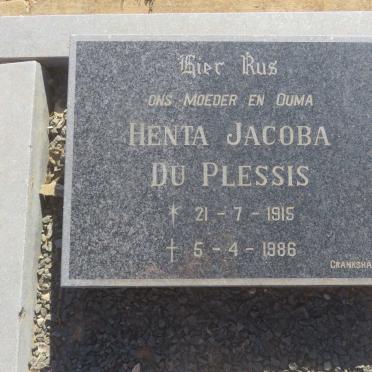 Hier Rus
ONS MOEDER EN OUMA
HENTA JACOBA
DU PLESSIS
* 21 - 7 - 1915
† 5 - 4 - 1986